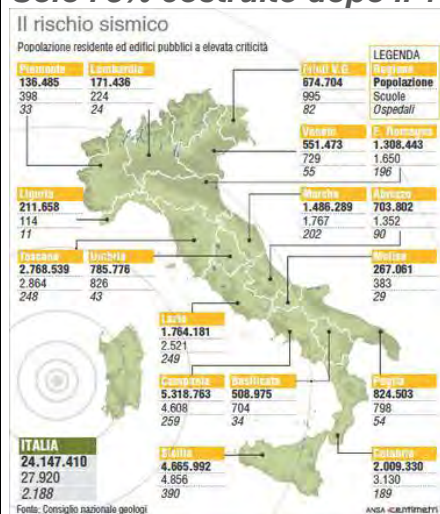 Solo 75% costruito dopo il
Il rischio sismico
Popolazione residente ed edifici pubblici a elevata criticità
LEGENDA
Regione
Popolazione
Scuole
Ospedali
Piemonte
136.485
398
33
Lombardia
171.436
224
24
Friuli V.G.
674.704
995
82
Veneto
551.473
729
55
E. Romagna
1.308.443
1.650
196
Liguria
211.658
114
11
Marche
1.486.289
1.767
202
Abruzzo
703.802
1.352
90
Toscana
2.768.539
2.864
248
Umbria
785.776
826
43
Molise
267.061
383
29
Lazio
1.764.181
2.521
249
Campania
5.318.763
4.608
259
Basilicata
508.975
704
34
Puglia
824.503
798
54
ITALIA
24.147.410
27.920
2.188
Sicilia
4.665.992
4.856
390
Calabria
2.009.330
3.130
189
Fonte: Consiglio nazionale geologi
ANSA centimetri